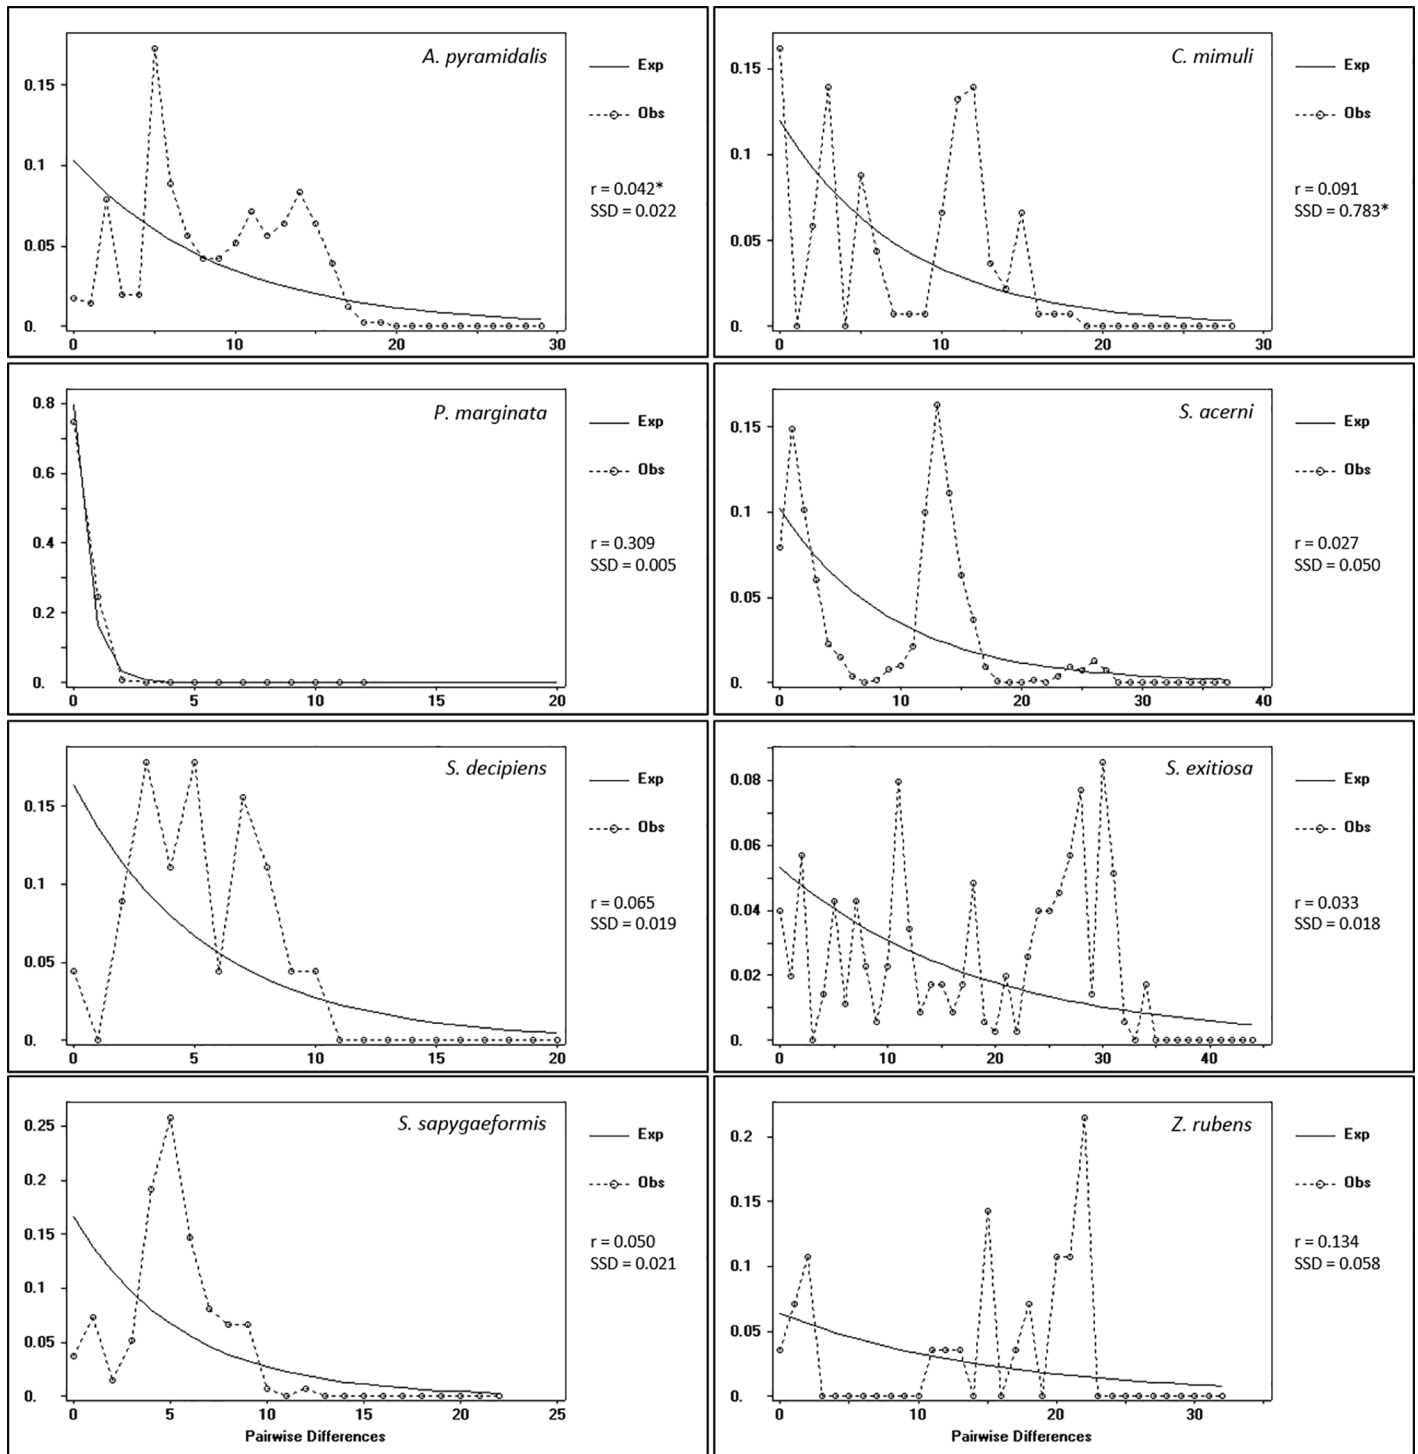 A. pyramidalis
Exp
Obs
r = 0.042*
SSD = 0.022
0.15
0.1
0.05
0.
0 10 20 30
C. mimuli
Exp
Obs
r = 0.091
SSD = 0.783*
0.15
0.1
0.05
0.
0 10 20 30
P. marginata
Exp
Obs
r = 0.309
SSD = 0.005
0.8
0.6
0.4
0.2
0.
0 5 10 15 20
S. acerni
Exp
Obs
r = 0.027
SSD = 0.050
0.15
0.1
0.05
0.
0 10 20 30 40
S. decipiens
Exp
Obs
r = 0.065
SSD = 0.019
0.15
0.1
0.05
0.
0 5 10 15 20
S. exitiosa
Exp
Obs
r = 0.033
SSD = 0.018
0.08
0.06
0.04
0.02
0.
0 10 20 30 40
S. sapygaeformis
Exp
Obs
r = 0.050
SSD = 0.021
0.25
0.2
0.15
0.1
0.05
0.
0 5 10 15 20 25
Pairwise Differences
Z. rubens
Exp
Obs
r = 0.134
SSD = 0.058
0.2
0.15
0.1
0.05
0.
0 10 20 30
Pairwise Differences